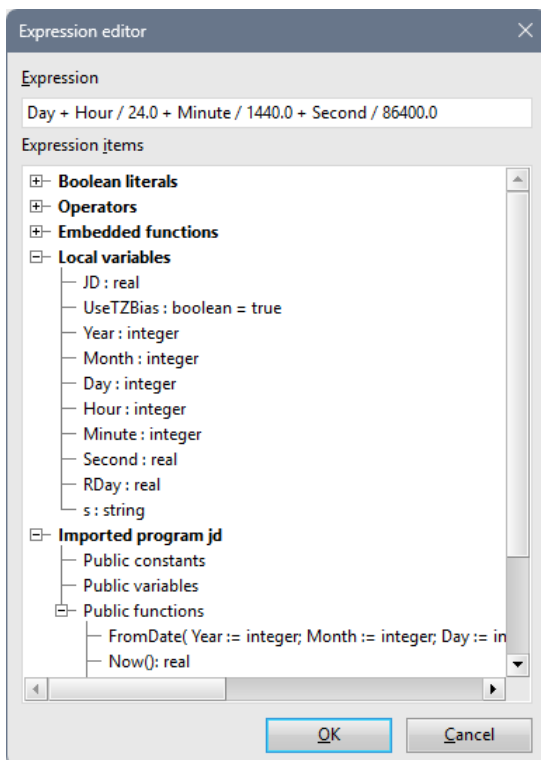 Expression editor
Expression
Day + Hour / 24.0 + Minute / 1440.0 + Second / 86400.0
Expression items
Boolean literals
Operators
Embedded functions
Local variables
JD : real
UseTZBias : boolean = true
Year : integer
Month : integer
Day : integer
Hour : integer
Minute : integer
Second : real
RDay : real
s : string
Imported program jd
Public constants
Public variables
Public functions
FromDate( Year := integer; Month := integer; Day := in
Now(): real
OK Cancel